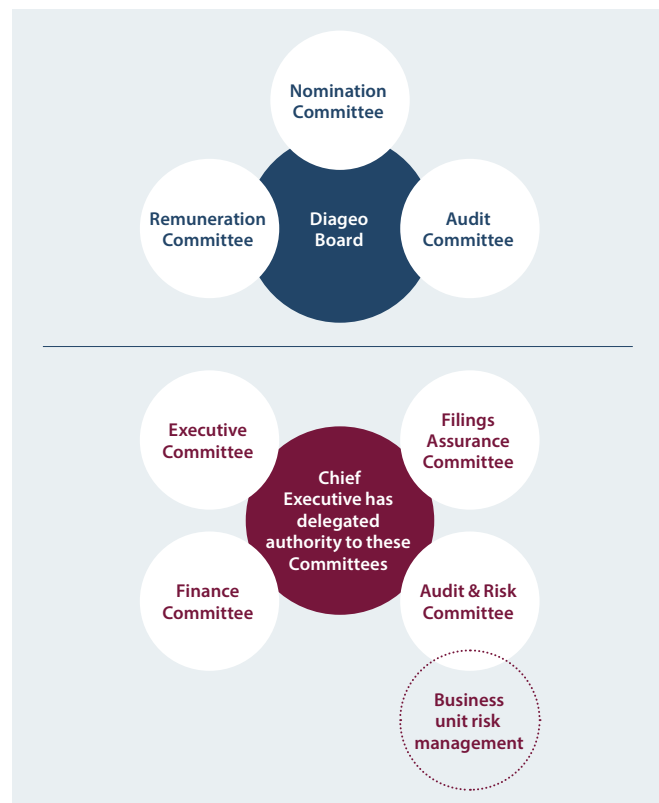 Nomination
Committee
Remuneration
Committee
Diageo
Board
Audit
Committee
Executive
Committee
Filings
Assurance
Committee
Chief
Executive has
delegated
authority to these
Committees
Finance
Committee
Audit & Risk
Committee
Business
unit risk
management